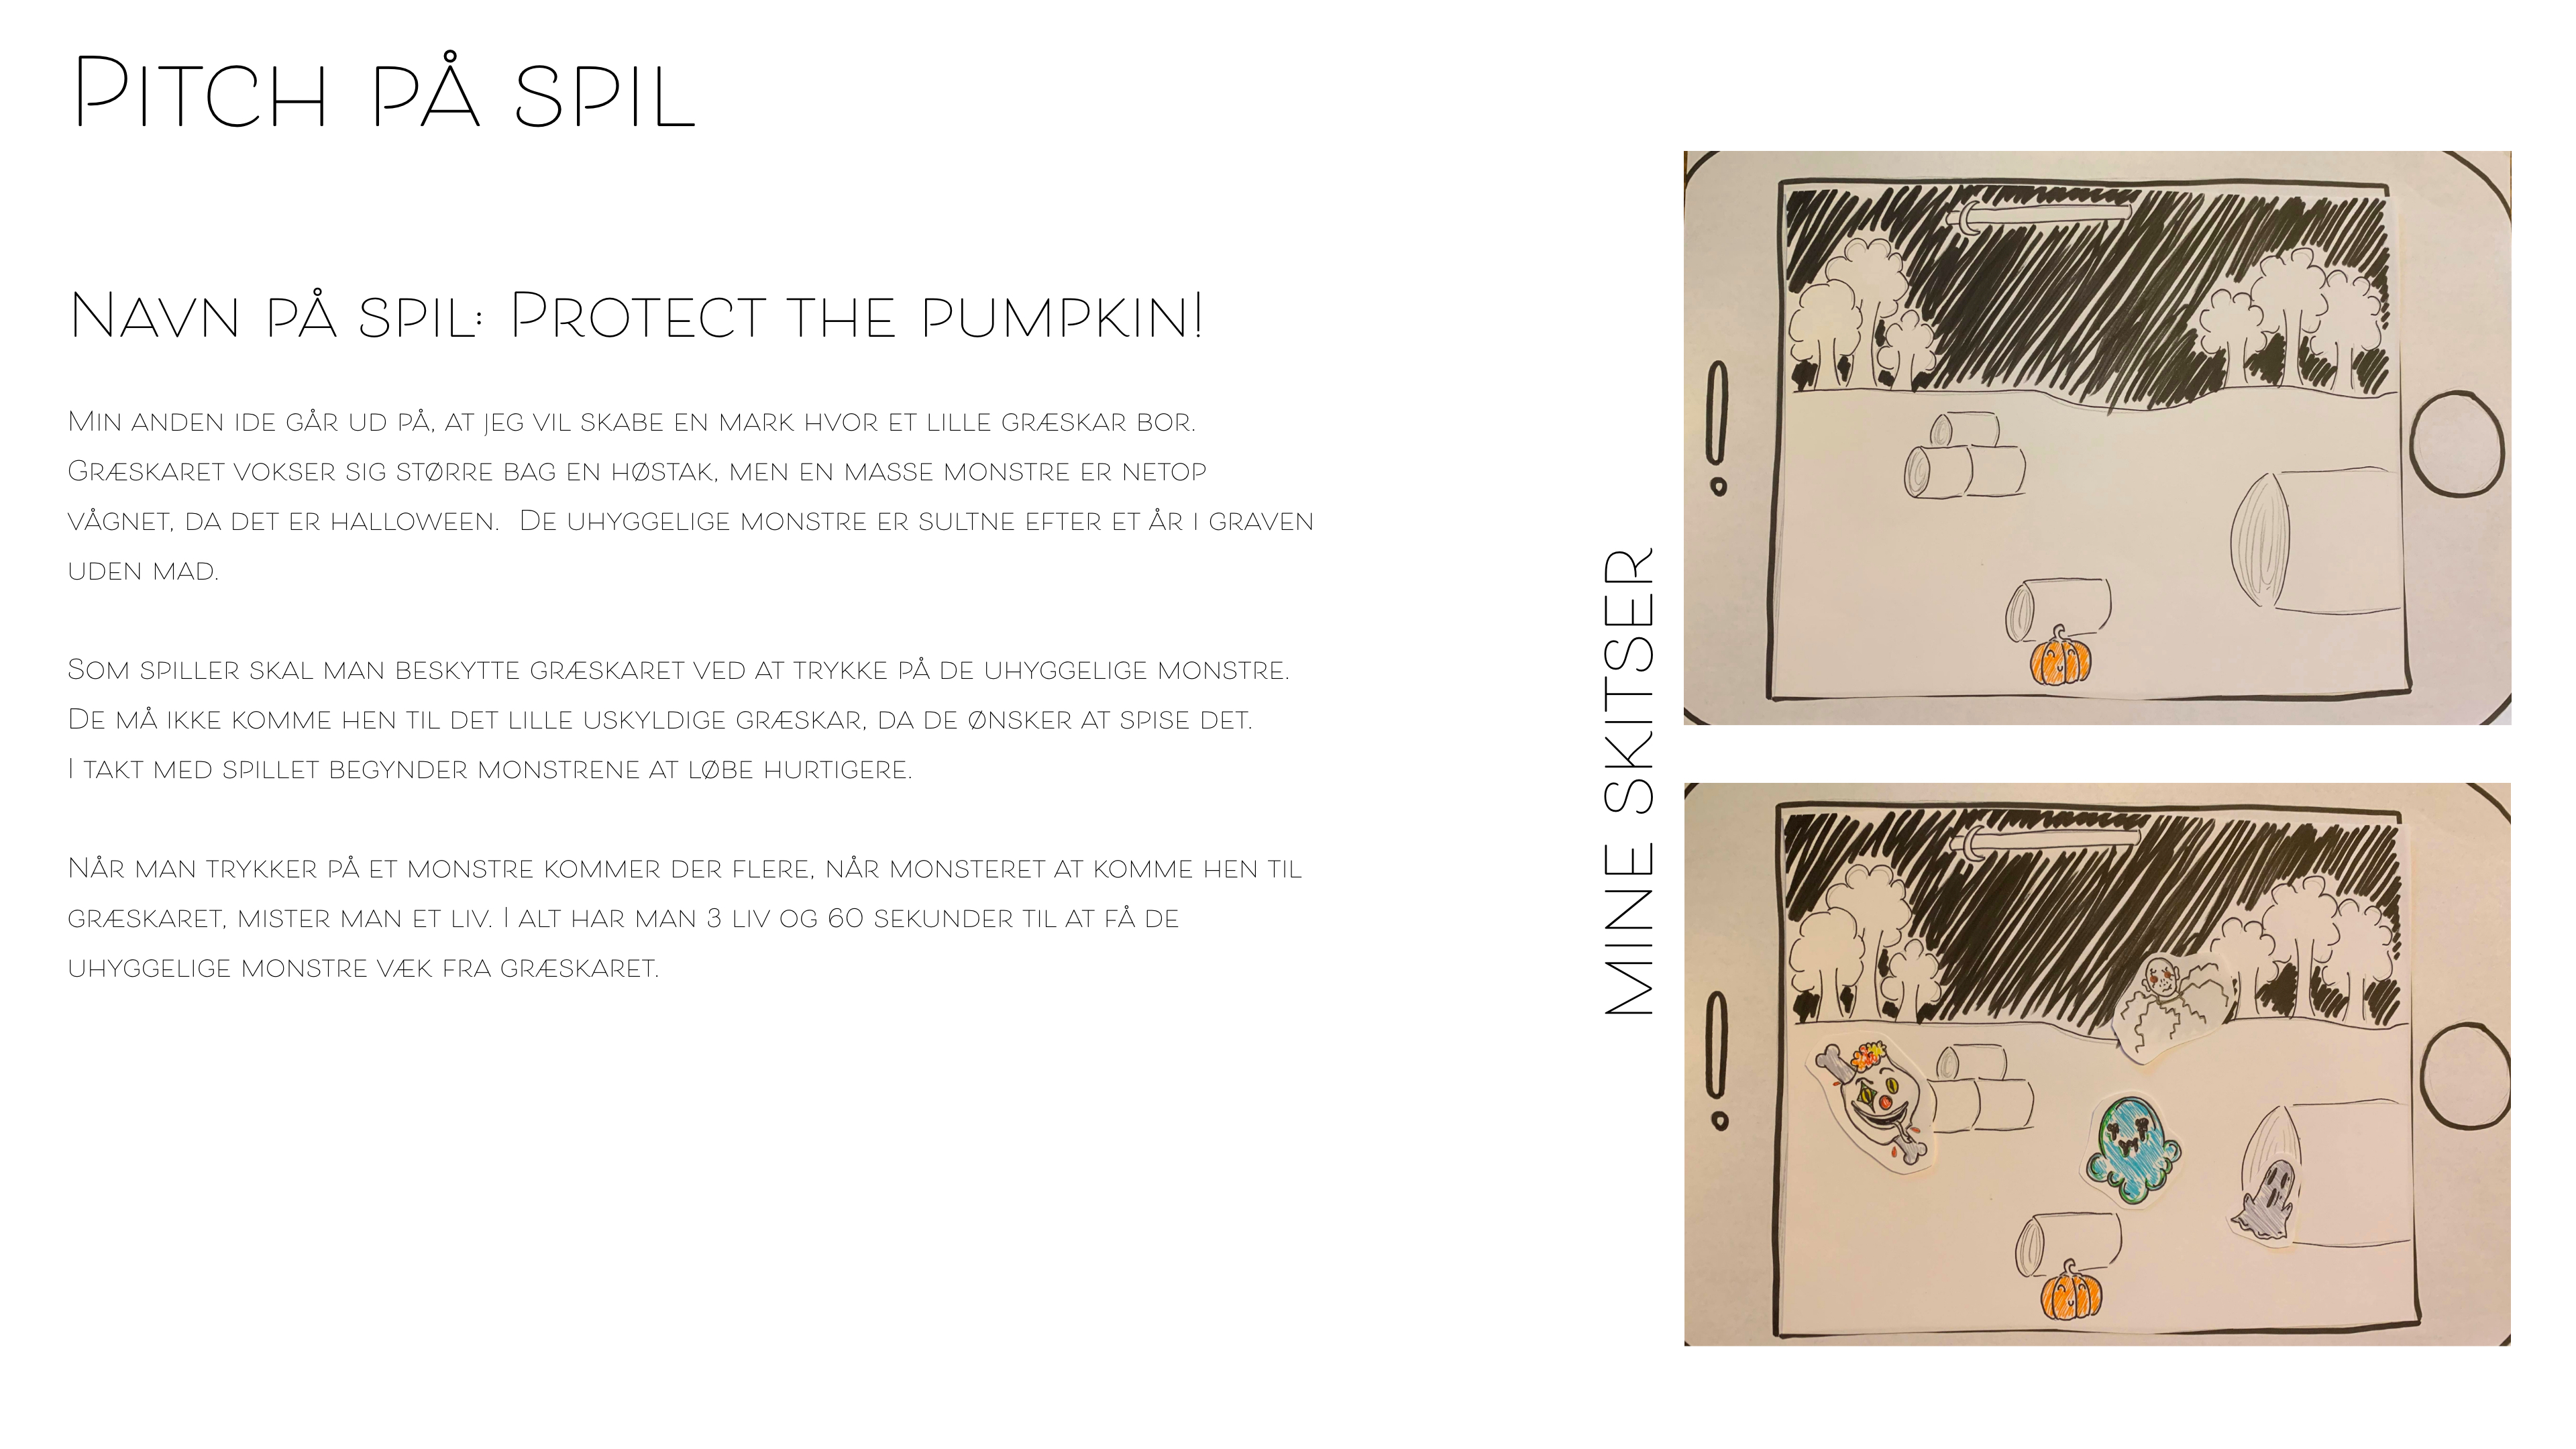 Pitch på spil
Navn på spil: Protect the pumpkin!
Min anden ide går ud på, at jeg vil skabe en mark hvor et lille græskar bor.
Græskaret vokser sig større bag en høstak, men en masse monstre er netop
vågnet, da det er halloween.  De uhyggelige monstre er sultne efter et år i graven
uden mad.
Som spiller skal man beskytte græskaret ved at trykke på de uhyggelige monstre.
De må ikke komme hen til det lille uskyldige græskar, da de ønsker at spise det.
I takt med spillet begynder monstrene at løbe hurtigere.
Når man trykker på et monstre kommer der flere, når monsteret at komme hen til
græskaret, mister man et liv. I alt har man 3 liv og 60 sekunder til at få de
uhyggelige monstre væk fra græskaret.
MINE SKITSER